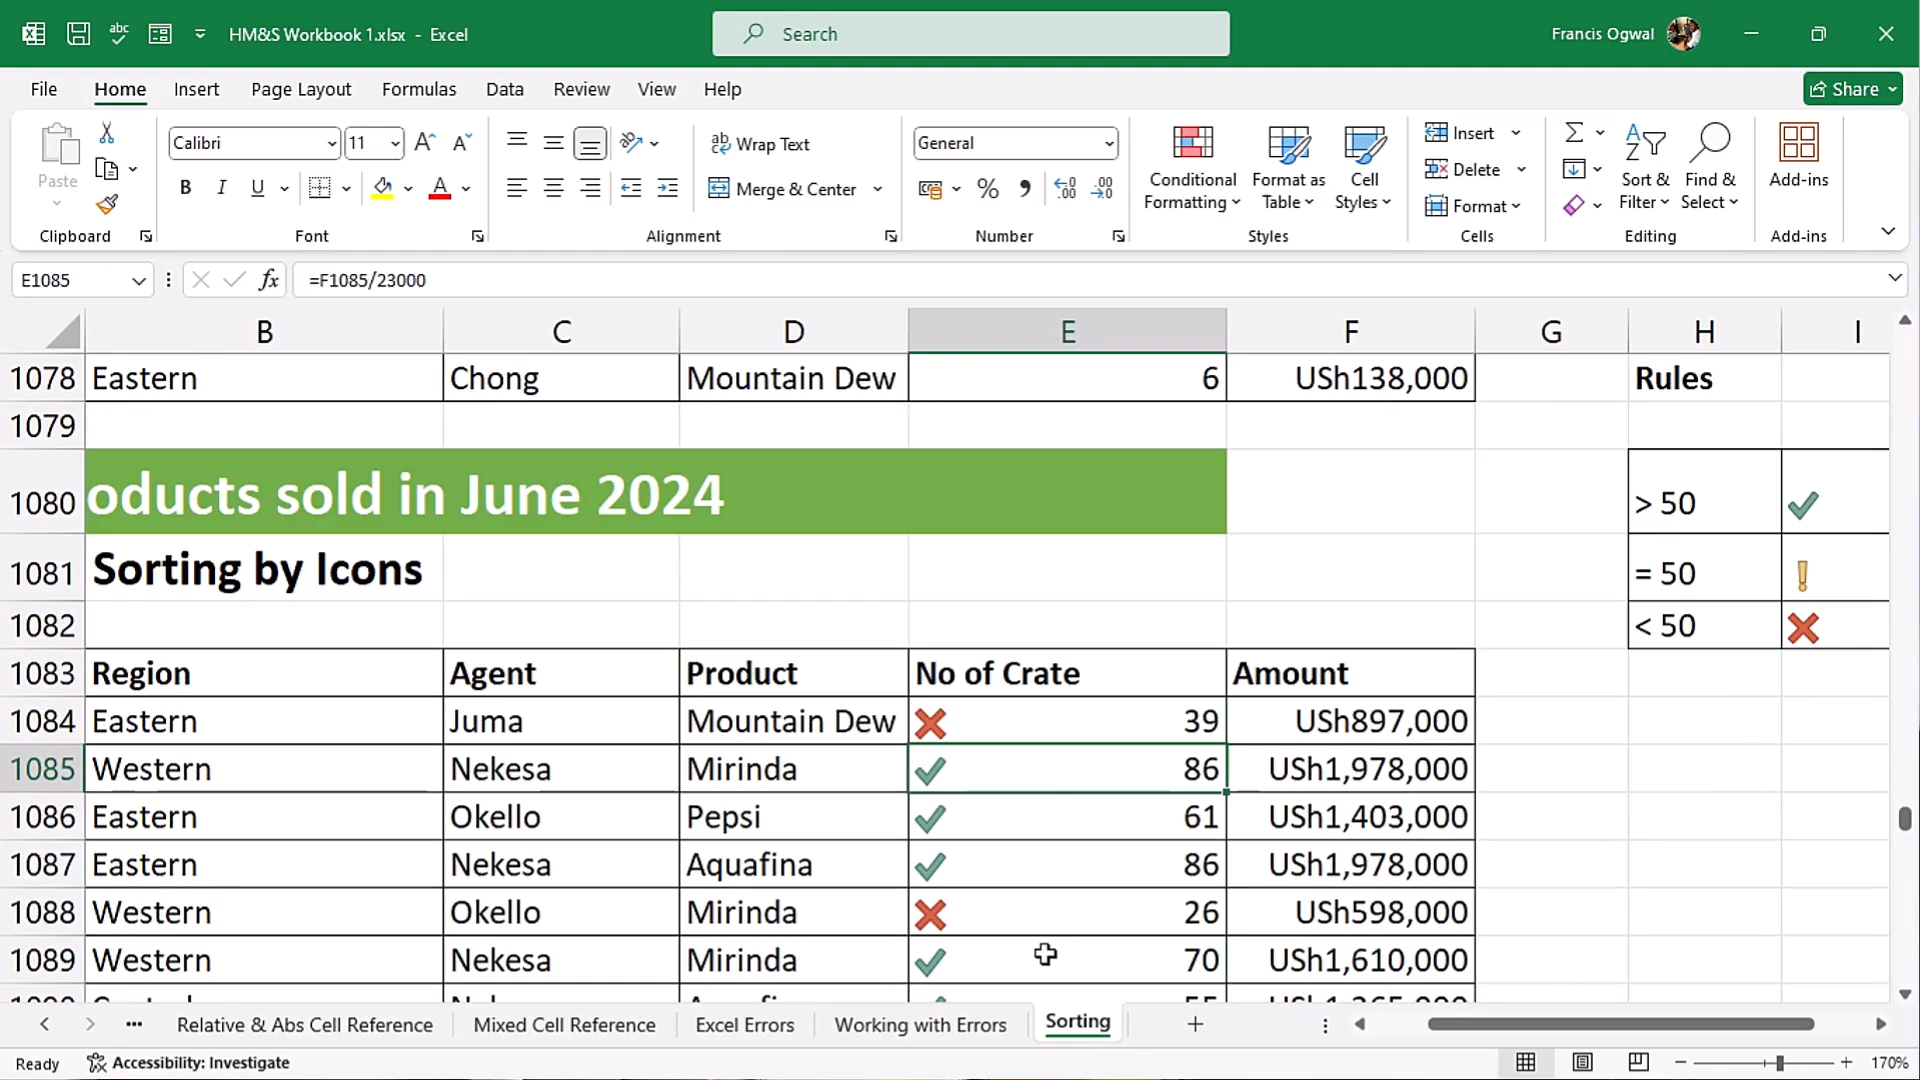 HM&S Workbook 1.xlsx - Excel
Search
Francis Ogwal
File Home Insert Page Layout Formulas Data Review View Help
Share
Paste
Clipboard
Calibri 11
B I U
Font
Wrap Text
Merge & Center
Alignment
General
Number
Conditional Formatting
Format as Table
Cell Styles
Styles
Insert
Delete
Format
Cells
Sort & Filter
Find & Select
Editing
Add-ins
Add-ins
E1085 fx =F1085/23000
B C D E F G H I
1078 Eastern Chong Mountain Dew 6 USh138,000 Rules
1079
1080 oducts sold in June 2024 > 50
1081 Sorting by Icons = 50
1082 < 50
1083 Region Agent Product No of Crate Amount
1084 Eastern Juma Mountain Dew 39 USh897,000
1085 Western Nekesa Mirinda 86 USh1,978,000
1086 Eastern Okello Pepsi 61 USh1,403,000
1087 Eastern Nekesa Aquafina 86 USh1,978,000
1088 Western Okello Mirinda 26 USh598,000
1089 Western Nekesa Mirinda 70 USh1,610,000
Relative & Abs Cell Reference Mixed Cell Reference Excel Errors Working with Errors Sorting
Ready Accessibility: Investigate 170%